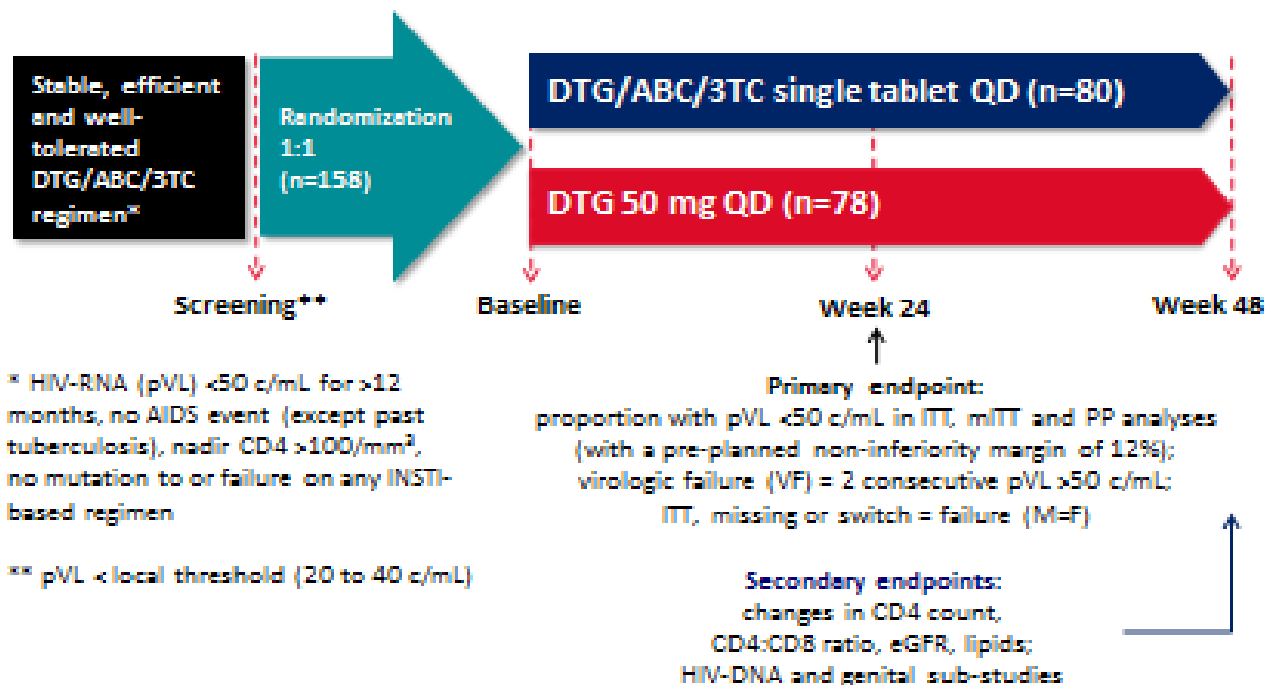 Stable, efficient
and well-
tolerated
DTG/ABC/3TC
regimen*
Randomization
1:1
(n=158)
DTG/ABC/3TC single tablet QD (n=80)
DTG 50 mg QD (n=78)
Screening**
Baseline
Week 24
Week 48
* HIV-RNA (pVL) <50 c/mL for >12
months, no AIDS event (except past
tuberculosis), nadir CD4 >100/mm³,
no mutation to or failure on any INSTI-
based regimen
** pVL < local threshold (20 to 40 c/mL)
Primary endpoint:
proportion with pVL <50 c/mL in ITT, mITT and PP analyses
(with a pre-planned non-inferiority margin of 12%);
virologic failure (VF) = 2 consecutive pVL >50 c/mL;
ITT, missing or switch = failure (M=F)
Secondary endpoints:
changes in CD4 count,
CD4:CD8 ratio, eGFR, lipids;
HIV-DNA and genital sub-studies